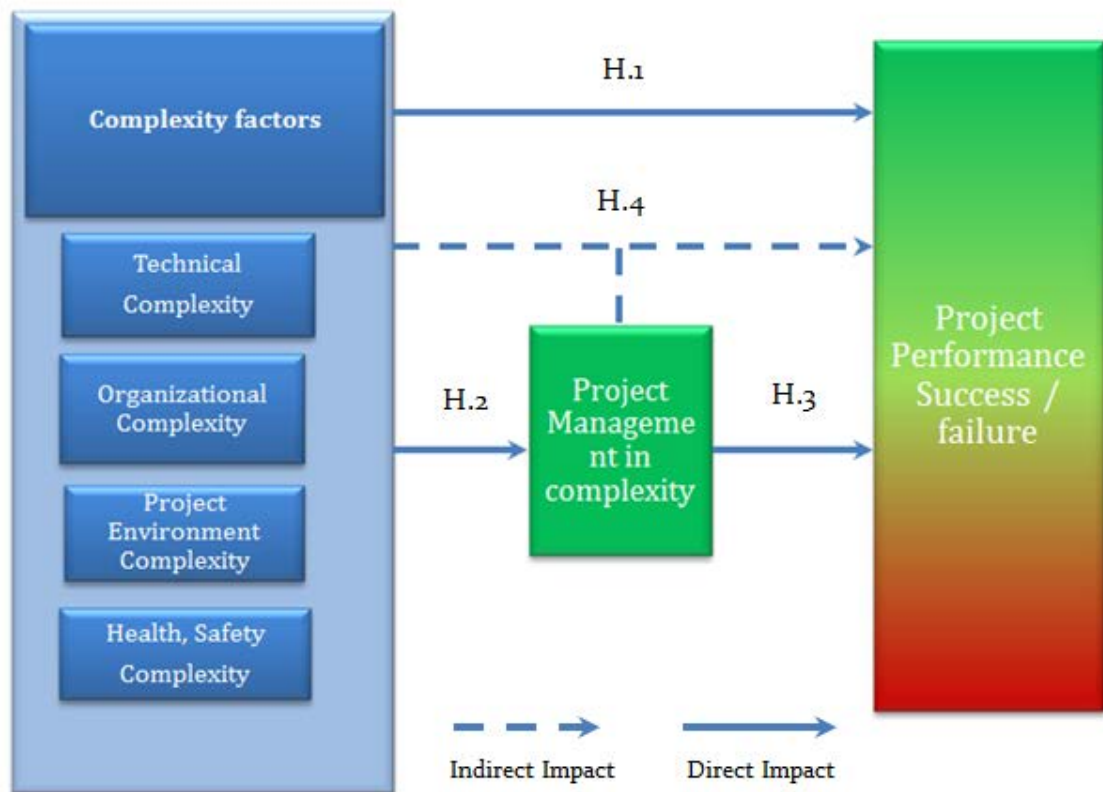 Complexity factors
Technical
Complexity
Organizational
Complexity
Project
Environment
Complexity
Health, Safety
Complexity
H.1
H.4
H.2
Project
Manageme
nt in
complexity
H.3
Project
Performance
Success /
failure
Indirect Impact
Direct Impact